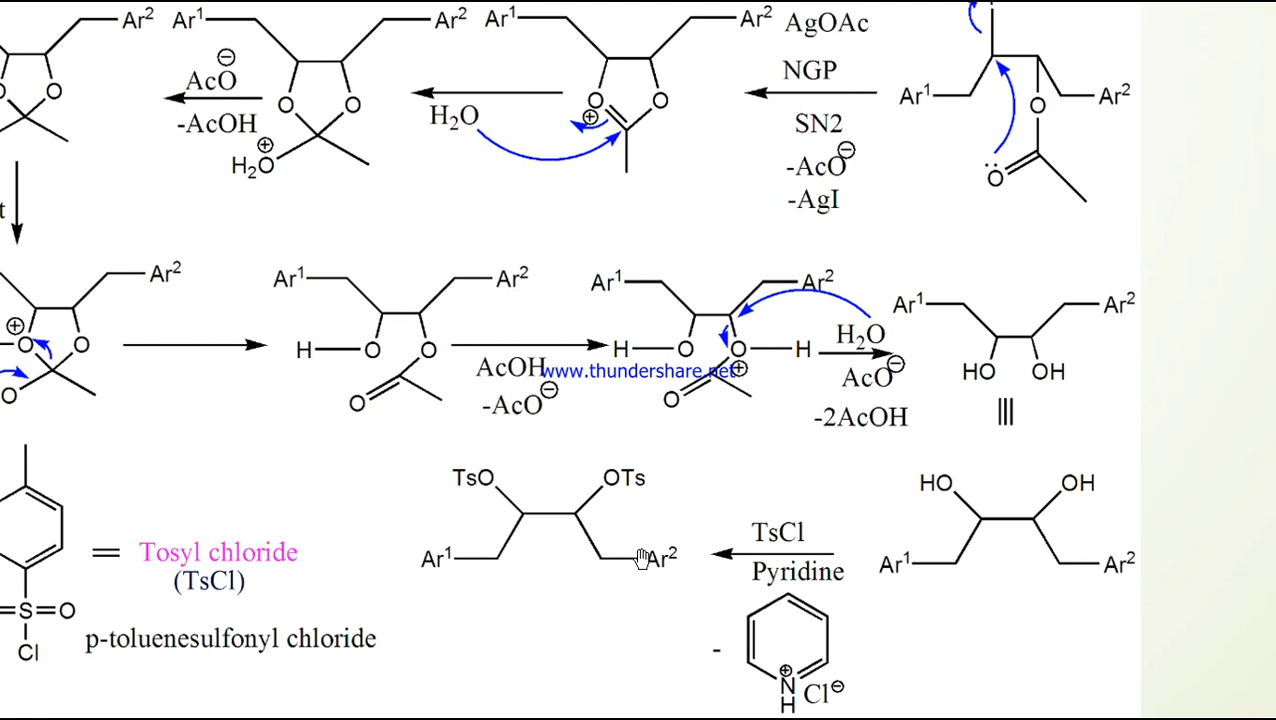 Ar²
Ar¹
Ar²
Ar¹
Ar²
AgOAc
NGP
SN2
-AcO⊖
-AgI
Ar¹
Ar²
O
O
O
O
O
H₂O
⊕
AcO⊖
-AcOH
H₂O
O
⊕
O
O
Ö
t
Ar²
⊕
O
O
O
Ar¹
Ar²
H
O
O
O
AcOH
-AcO⊖
Ar¹
Ar²
H
O
O
H
⊕
O
www.thundershare.net
H₂O
AcO⊖
-2AcOH
Ar¹
Ar²
HO
OH
TsO
OTs
Ar¹
Ar²
TsCl
Pyridine
-
⊕
N
H
Cl⊖
HO
OH
Ar¹
Ar²
= Tosyl chloride
(TsCl)
S=O
Cl
p-toluenesulfonyl chloride